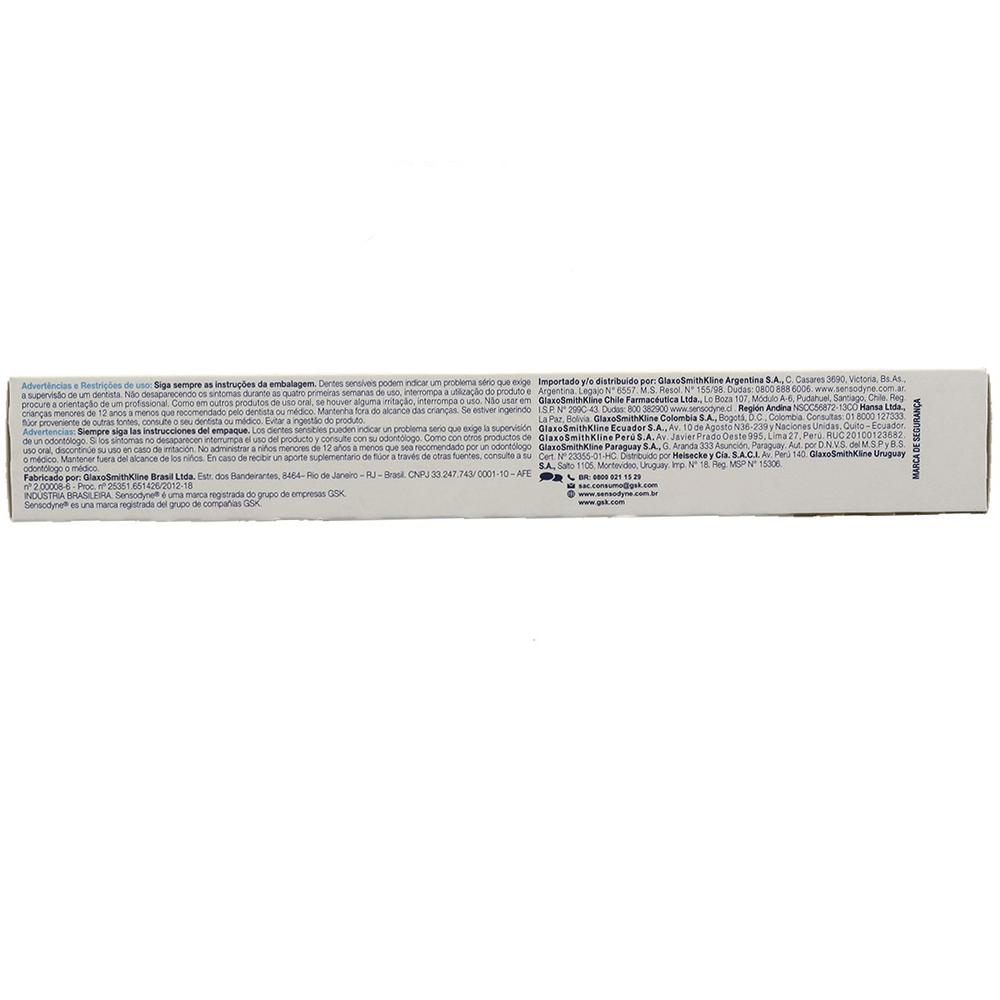 Advertências e Restrições de uso: Siga sempre as instruções da embalagem. Dentes sensíveis podem indicar um problema sério que exige
a supervisão de um dentista. Não desaparecendo os sintomas durante as quatro primeiras semanas de uso, interrompa a utilização do produto e
procure a orientação de um profissional. Como em outros produtos de uso oral, se houver alguma irritação, interrompa o uso. Não usar em
crianças menores de 12 anos a menos que recomendado pelo dentista ou médico. Mantenha fora do alcance das crianças. Se estiver ingerindo
flúor proveniente de outras fontes, consulte o seu dentista ou médico. Evitar a ingestão do produto.
Advertencias: Siempre siga las instrucciones del empaque. Los dientes sensibles pueden indicar un problema serio que exige la supervisión
de un odontólogo. Si los síntomas no desaparecen interrumpa el uso del producto y consulte con su odontólogo. Como con otros productos de
uso oral, discontinúe su uso en caso de irritación. No administrar a niños menores de 12 años a menos que sea recomendado por el odontólogo
o médico. Mantener fuera del alcance de los niños. En caso de recibir un aporte suplementario de flúor a través de otras fuentes, consulte a su
odontólogo o médico.
Fabricado por: GlaxoSmithKline Brasil Ltda. Estr. dos Bandeirantes, 8464– Rio de Janeiro – RJ – Brasil. CNPJ 33.247.743/ 0001-10 – AFE
nº 2.00008-6 - Proc. nº 25351.651426/2012-18
INDÚSTRIA BRASILEIRA. Sensodyne® é uma marca registrada do grupo de empresas GSK.
Sensodyne® es una marca registrada del grupo de compañías GSK.
Importado y/o distribuido por: GlaxoSmithKline Argentina S.A., C. Casares 3690, Victoria, Bs.As.,
Argentina. Legajo N° 6557. M.S. Resol. N° 155/98. Dudas: 0800 888 6006. www.sensodyne.com.ar.
GlaxoSmithKline Chile Farmacéutica Ltda., Lo Boza 107, Módulo A-6, Pudahuel, Santiago, Chile. Reg.
I.S.P. N° 299C-43. Dudas: 800 382900 www.sensodyne.cl . Región Andina NSOC56872-13CO Hansa Ltda.,
La Paz, Bolivia. GlaxoSmithKline Colombia S.A., Bogotá, D.C., Colombia. Consultas: 01 8000 127333.
GlaxoSmithKline Ecuador S.A., Av. 10 de Agosto N36-239 y Naciones Unidas, Quito – Ecuador.
GlaxoSmithKline Perú S.A. Av. Javier Prado Oeste 995, Lima 27, Perú. RUC 20100123682.
GlaxoSmithKline Paraguay S.A., G. Aranda 333 Asunción, Paraguay. Aut. por D.N.V.S. del M.S.P y B.S.
Cert. N° 23355-01-HC. Distribuido por Heisecke y Cía. S.A.C.I. Av. Perú 140. GlaxoSmithKline Uruguay
S.A., Salto 1105, Montevideo, Uruguay. Imp. N° 18. Reg. MSP N° 15306.
BR: 0800 021 15 29
sac.consumo@gsk.com
www.sensodyne.com.br
www.gsk.com
MARCA DE SEGURANÇA